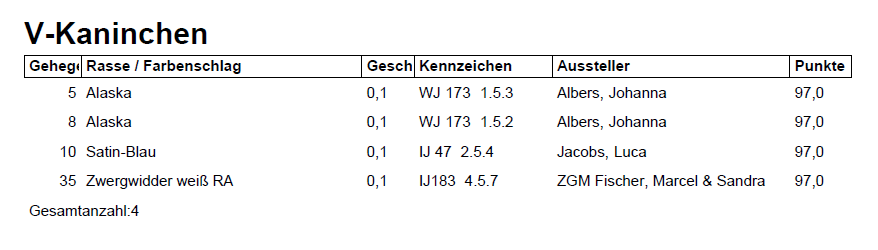 V-Kaninchen
Gehege Rasse / Farbenschlag Gesch Kennzeichen Aussteller Punkte
5 Alaska 0,1 WJ 173 1.5.3 Albers, Johanna 97,0
8 Alaska 0,1 WJ 173 1.5.2 Albers, Johanna 97,0
10 Satin-Blau 0,1 IJ 47 2.5.4 Jacobs, Luca 97,0
35 Zwergwidder weiß RA 0,1 IJ183 4.5.7 ZGM Fischer, Marcel & Sandra 97,0
Gesamtanzahl:4